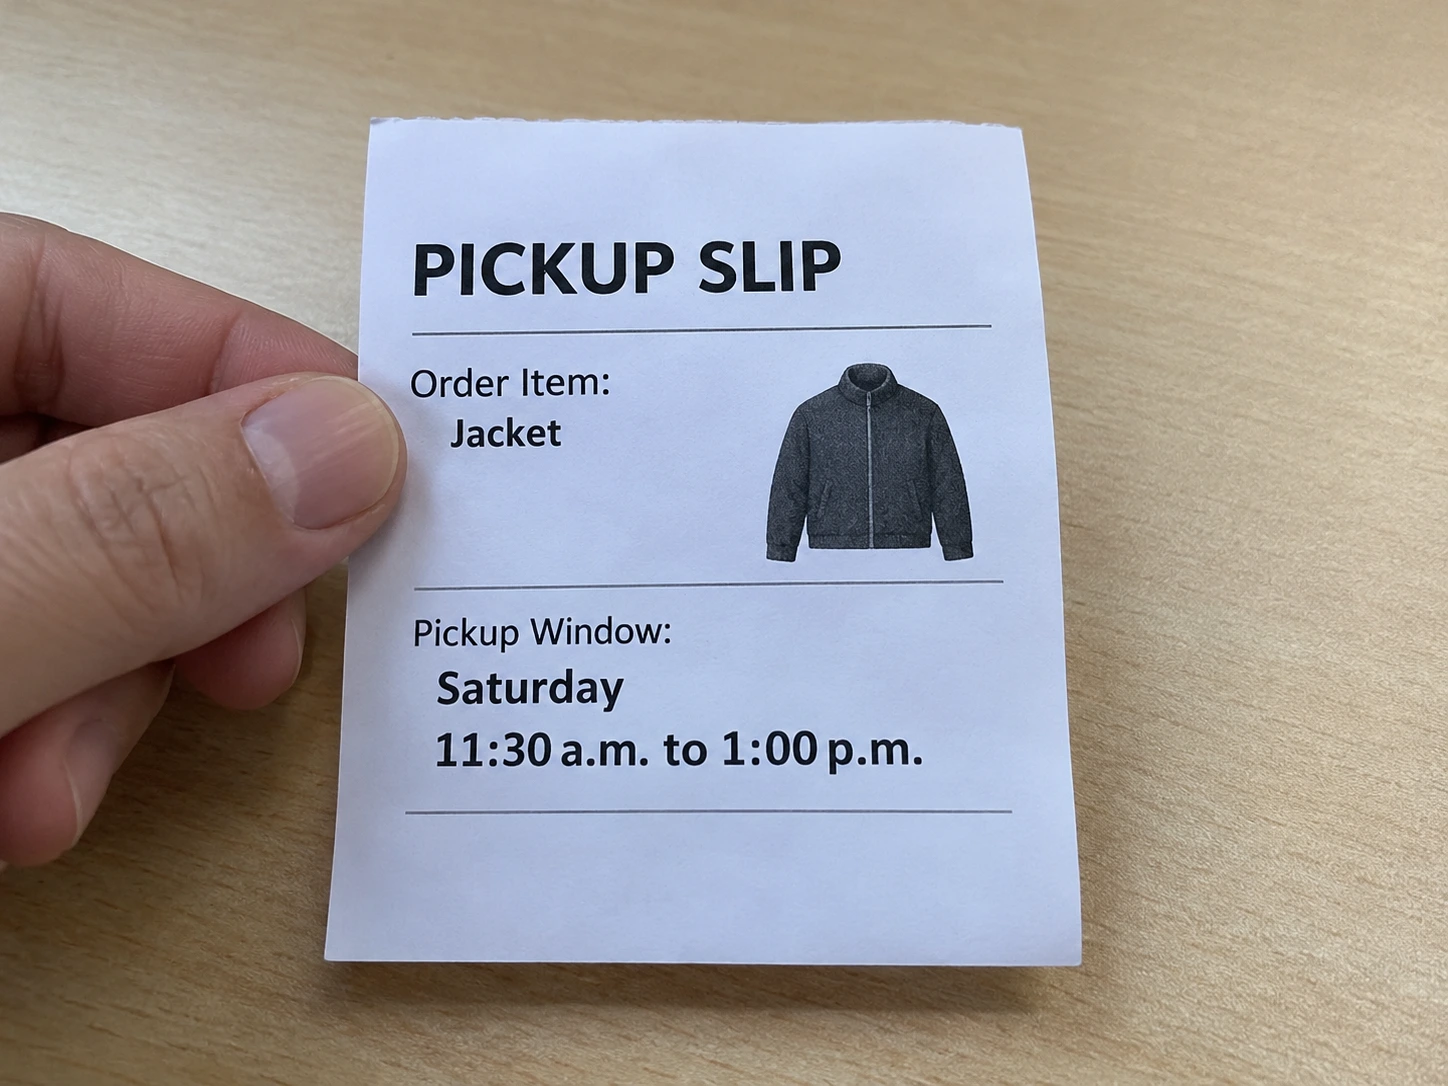 PICKUP SLIP
Order Item:
Jacket
Pickup Window:
Saturday
11:30 a.m. to 1:00 p.m.